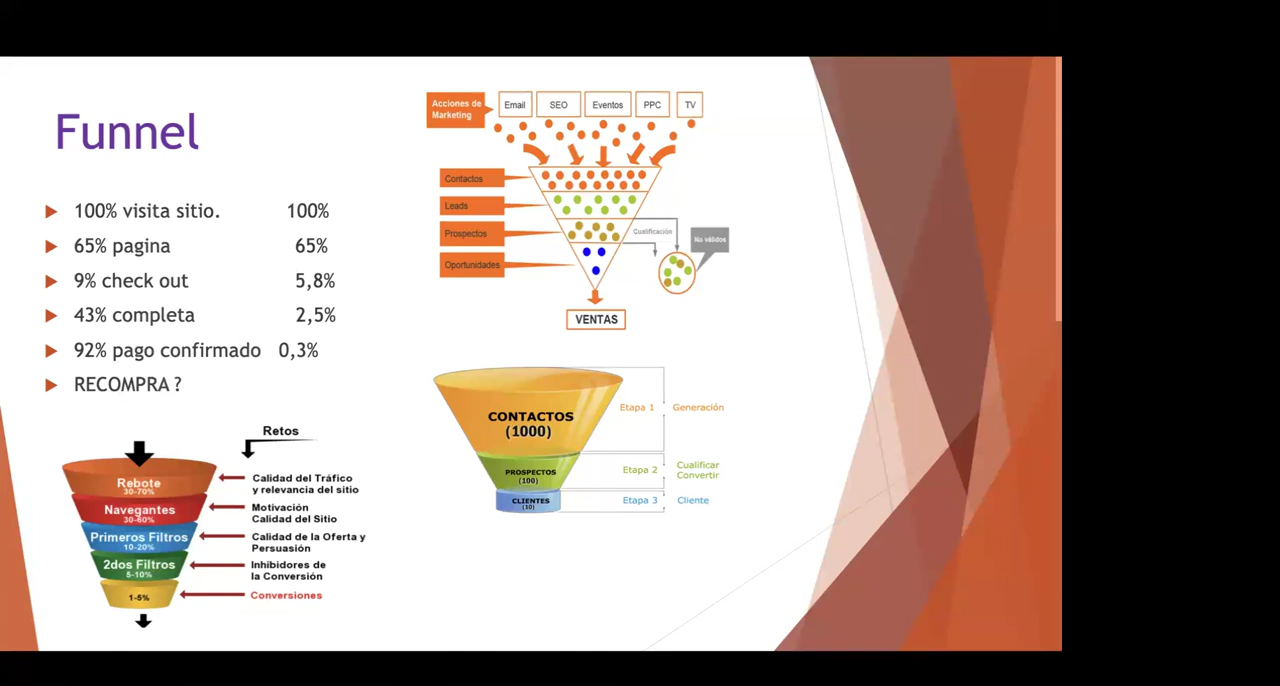 Funnel
100% visita sitio. 100%
65% pagina 65%
9% check out 5,8%
43% completa 2,5%
92% pago confirmado 0,3%
RECOMPRA ?
Retos
Rebote
30-70%
Calidad del Tráfico
y relevancia del sitio
Navegantes
30-60%
Motivación
Calidad del Sitio
Primeros Filtros
10-20%
Calidad de la Oferta y
Persuasión
2dos Filtros
5-10%
Inhibidores de
la Conversión
1-5%
Conversiones
Acciones de
Marketing
Email SEO Eventos PPC TV
Contactos
Leads
Prospectos
Cualificación
No válidos
Oportunidades
VENTAS
CONTACTOS
(1000)
Etapa 1 Generación
PROSPECTOS
(100)
Etapa 2 Cualificar
Convertir
CLIENTES
(10)
Etapa 3 Cliente